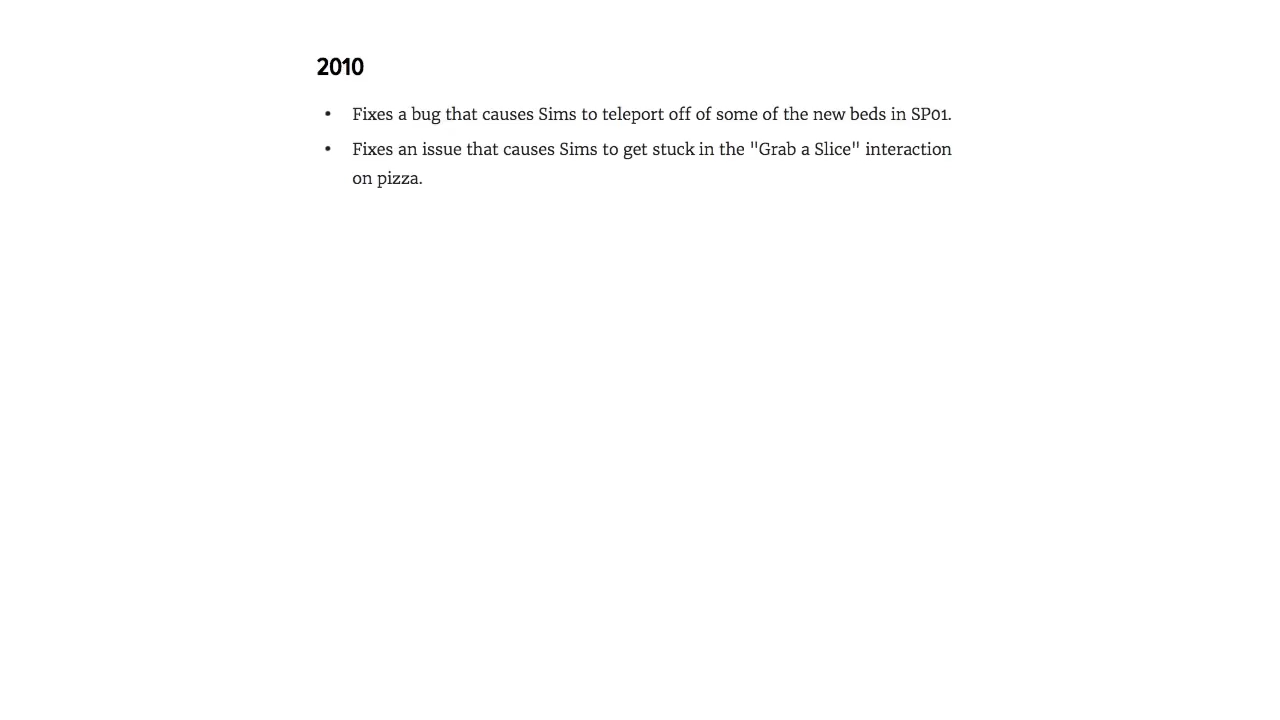 2010
• Fixes a bug that causes Sims to teleport off of some of the new beds in SP01.
• Fixes an issue that causes Sims to get stuck in the "Grab a Slice" interaction
on pizza.